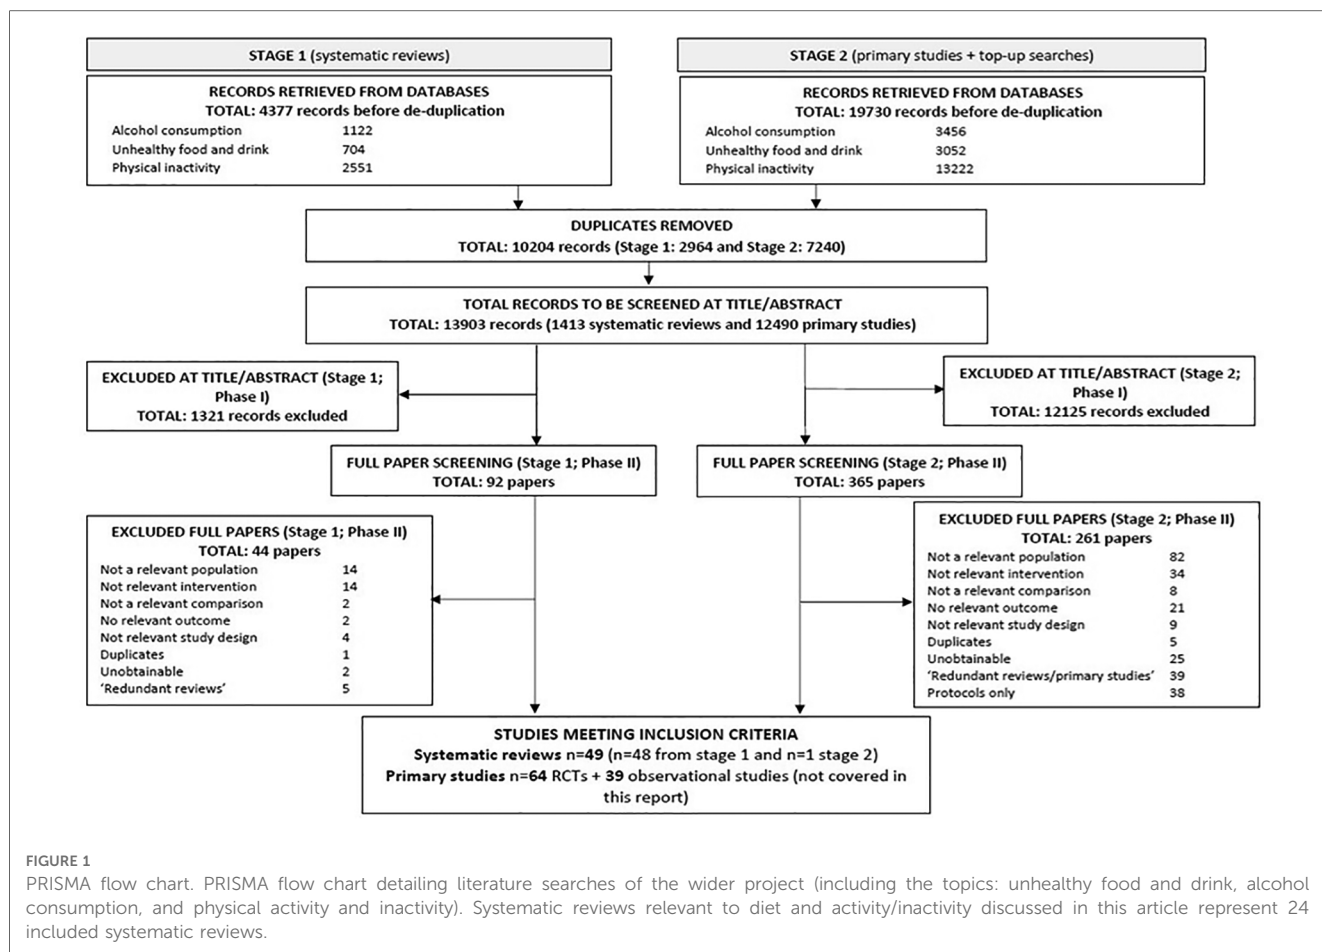 STAGE 1 (systematic reviews)
RECORDS RETRIEVED FROM DATABASES
TOTAL: 4377 records before de-duplication
Alcohol consumption 1122
Unhealthy food and drink 704
Physical inactivity 2551
STAGE 2 (primary studies + top-up searches)
RECORDS RETRIEVED FROM DATABASES
TOTAL: 19730 records before de-duplication
Alcohol consumption 3456
Unhealthy food and drink 3052
Physical inactivity 13222
DUPLICATES REMOVED
TOTAL: 10204 records (Stage 1: 2964 and Stage 2: 7240)
TOTAL RECORDS TO BE SCREENED AT TITLE/ABSTRACT
TOTAL: 13903 records (1413 systematic reviews and 12490 primary studies)
EXCLUDED AT TITLE/ABSTRACT (Stage 1;
Phase I)
TOTAL: 1321 records excluded
EXCLUDED AT TITLE/ABSTRACT (Stage 2;
Phase I)
TOTAL: 12125 records excluded
FULL PAPER SCREENING (Stage 1; Phase II)
TOTAL: 92 papers
FULL PAPER SCREENING (Stage 2; Phase II)
TOTAL: 365 papers
EXCLUDED FULL PAPERS (Stage 1; Phase II)
TOTAL: 44 papers
Not a relevant population 14
Not relevant intervention 14
Not a relevant comparison 2
No relevant outcome 2
Not relevant study design 4
Duplicates 1
Unobtainable 2
‘Redundant reviews’ 5
EXCLUDED FULL PAPERS (Stage 2; Phase II)
TOTAL: 261 papers
Not a relevant population 82
Not relevant intervention 34
Not a relevant comparison 8
No relevant outcome 21
Not relevant study design 9
Duplicates 5
Unobtainable 25
‘Redundant reviews/primary studies’ 39
Protocols only 38
STUDIES MEETING INCLUSION CRITERIA
Systematic reviews n=49 (n=48 from stage 1 and n=1 stage 2)
Primary studies n=64 RCTs + 39 observational studies (not covered in
this report)
FIGURE 1
PRISMA flow chart. PRISMA flow chart detailing literature searches of the wider project (including the topics: unhealthy food and drink, alcohol
consumption, and physical activity and inactivity). Systematic reviews relevant to diet and activity/inactivity discussed in this article represent 24
included systematic reviews.